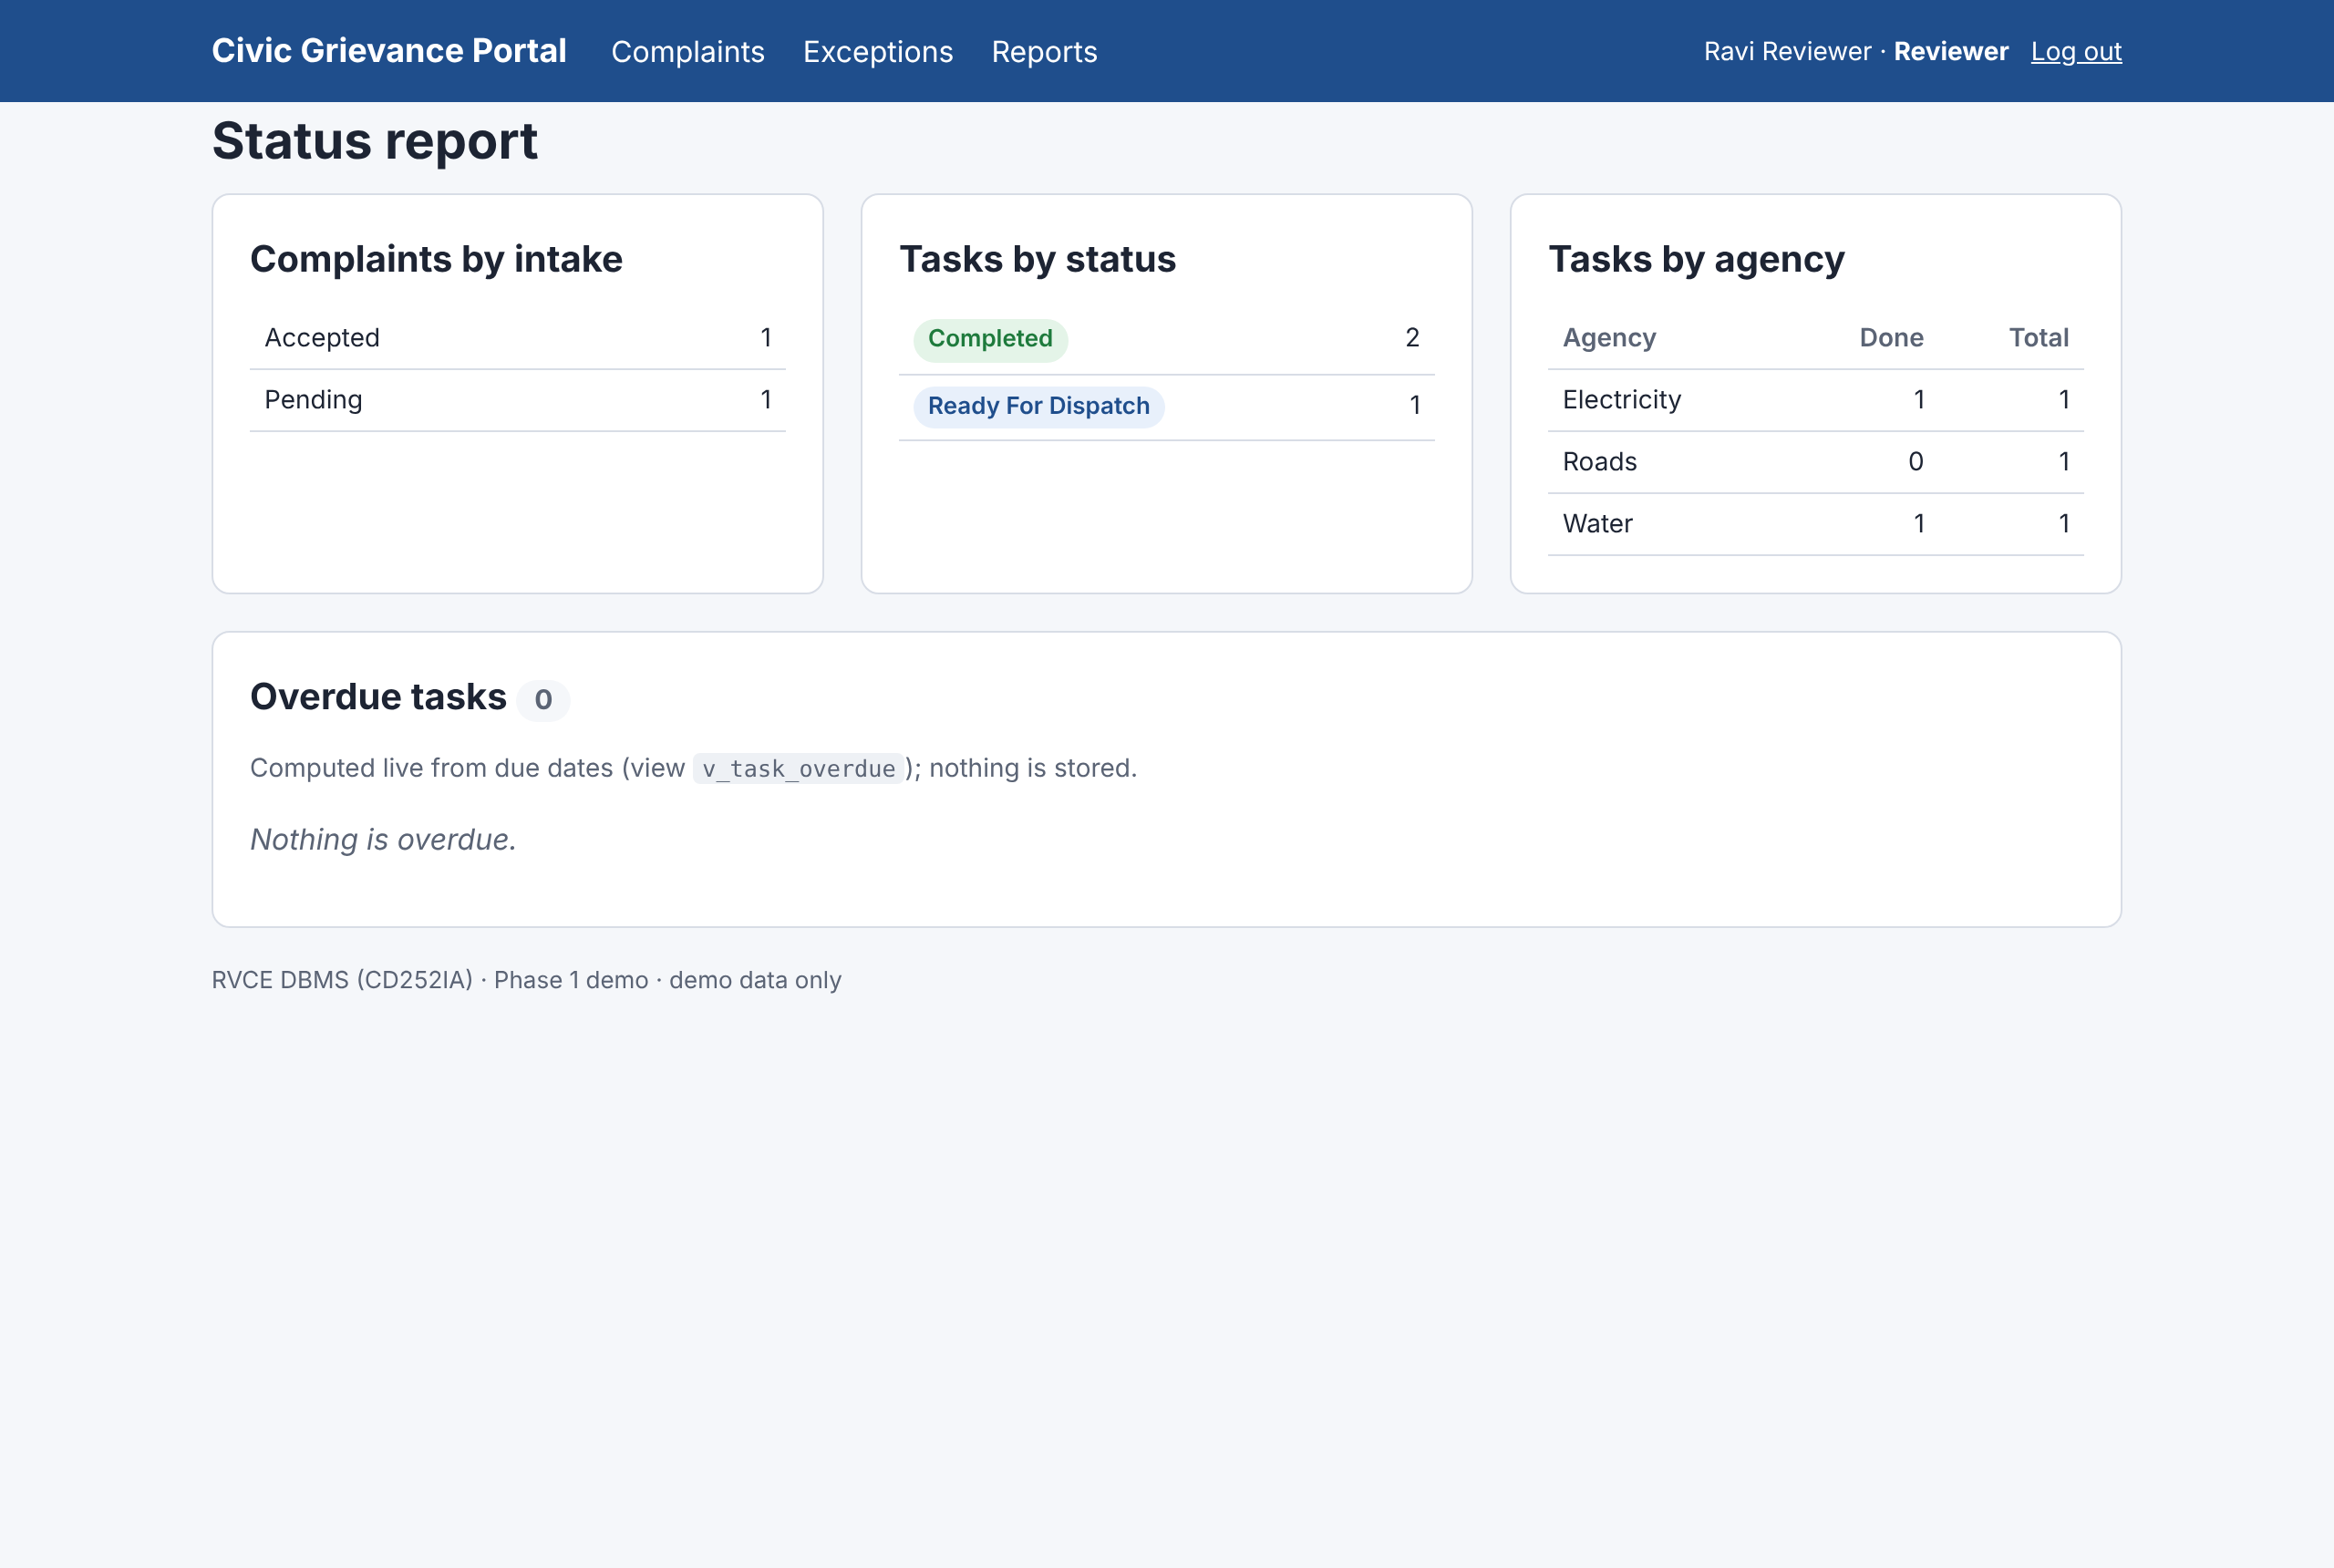 Civic Grievance Portal Complaints Exceptions Reports Ravi Reviewer · Reviewer Log out
Status report
Complaints by intake
Accepted 1
Pending 1
Tasks by status
Completed 2
Ready For Dispatch 1
Tasks by agency
Agency Done Total
Electricity 1 1
Roads 0 1
Water 1 1
Overdue tasks 0
Computed live from due dates (view v_task_overdue); nothing is stored.
Nothing is overdue.
RVCE DBMS (CD252IA) · Phase 1 demo · demo data only